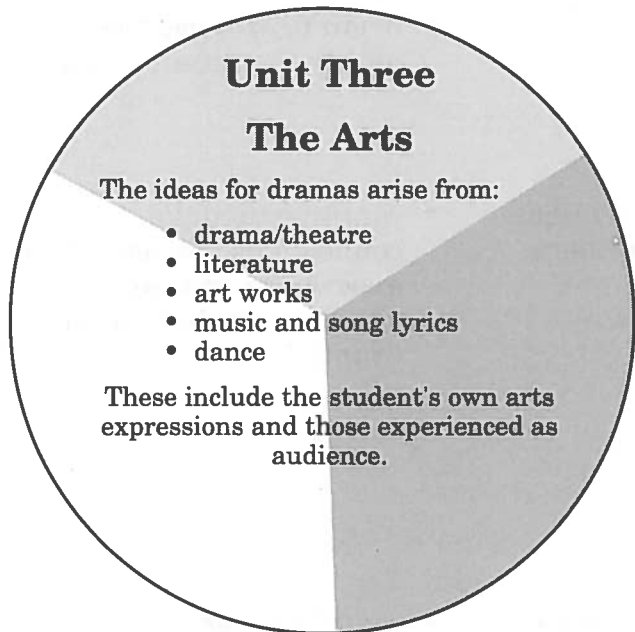 Unit Three
The Arts
The ideas for dramas arise from:
• drama/theatre
• literature
• art works
• music and song lyrics
• dance
These include the student's own arts
expressions and those experienced as
audience.